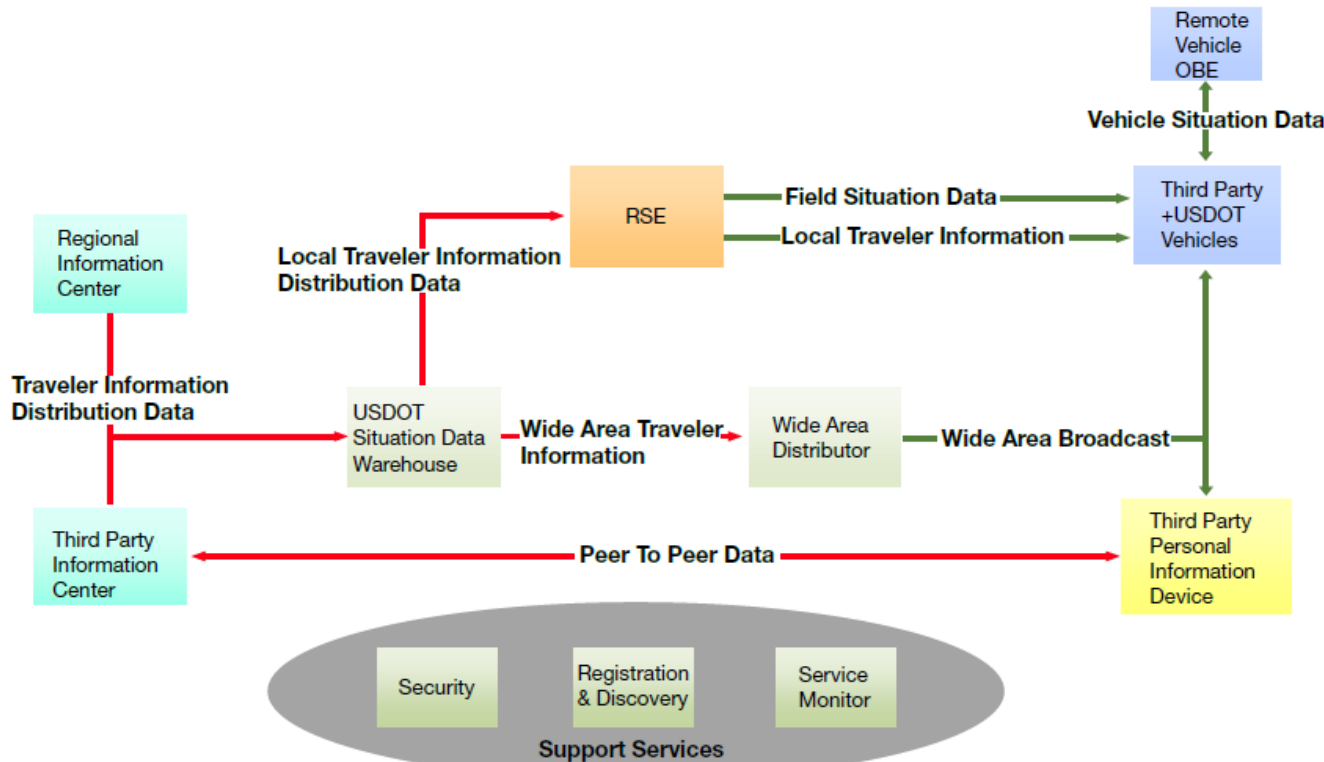 Remote
Vehicle
OBE
Vehicle Situation Data
Third Party
+USDOT
Vehicles
RSE
Field Situation Data
Local Traveler Information
Regional
Information
Center
Local Traveler Information
Distribution Data
Traveler Information
Distribution Data
USDOT
Situation Data
Warehouse
Wide Area Traveler
Information
Wide Area
Distributor
Wide Area Broadcast
Third Party
Information
Center
Peer To Peer Data
Third Party
Personal
Information
Device
Security
Registration
& Discovery
Service
Monitor
Support Services